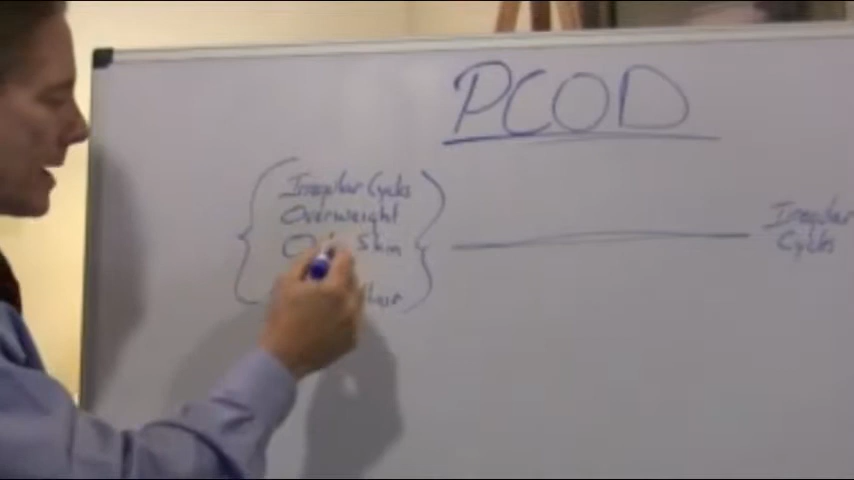 PCOD
Irregular Cycles
Overweight
Skin
Irregular
Cycles